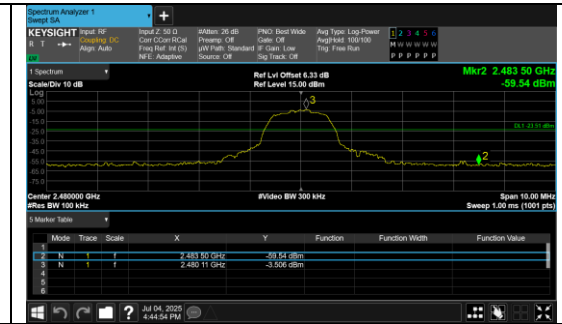 Spectrum Analyzer 1
Swept SA
+
KEYSIGHT Input: RF Input Z: 50 Ω #Atten: 26 dB PNO: Best Wide Avg Type: Log-Power 1 2 3 4 5 6
R T Coupling: DC Corr CCorr RCal Preamp: Off Gate: Off Avg|Hold: 100/100 M W W W W W
Align: Auto Freq Ref: Int (S) µW Path: Standard IF Gain: Low Trig: Free Run P P P P P P
NFE: Adaptive Source: Off Sig Track: Off
1 Spectrum Ref Lvl Offset 6.33 dB Mkr2 2.483 50 GHz
Scale/Div 10 dB Ref Level 15.00 dBm -59.54 dBm
Log
5.00
-5.00
-15.0
-25.0
-35.0
-45.0
-55.0
-65.0
-75.0
3
DL1 -23.51 dBm
2
Center 2.480000 GHz #Video BW 300 kHz Span 10.00 MHz
#Res BW 100 kHz Sweep 1.00 ms (1001 pts)
5 Marker Table
Mode Trace Scale X Y Function Function Width Function Value
1
2 N 1 f 2.483 50 GHz -59.54 dBm
3 N 1 f 2.480 11 GHz -3.506 dBm
4
5
6
? Jul 04, 2025
4:44:54 PM